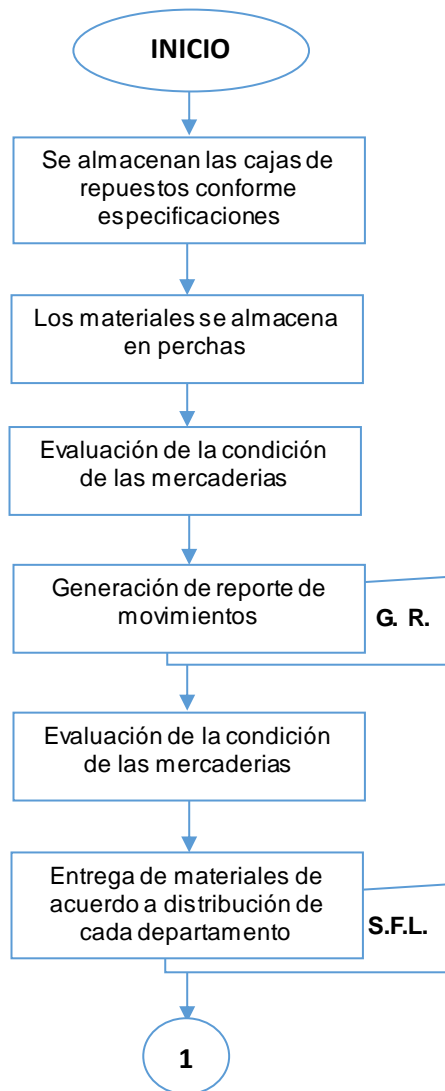 INICIO
Se almacenan las cajas de
repuestos conforme
especificaciones
Los materiales se almacena
en perchas
Evaluación de la condición
de las mercaderias
Generación de reporte de
movimientos
G. R.
Evaluación de la condición
de las mercaderias
Entrega de materiales de
acuerdo a distribución de
cada departamento
S.F.L.
1